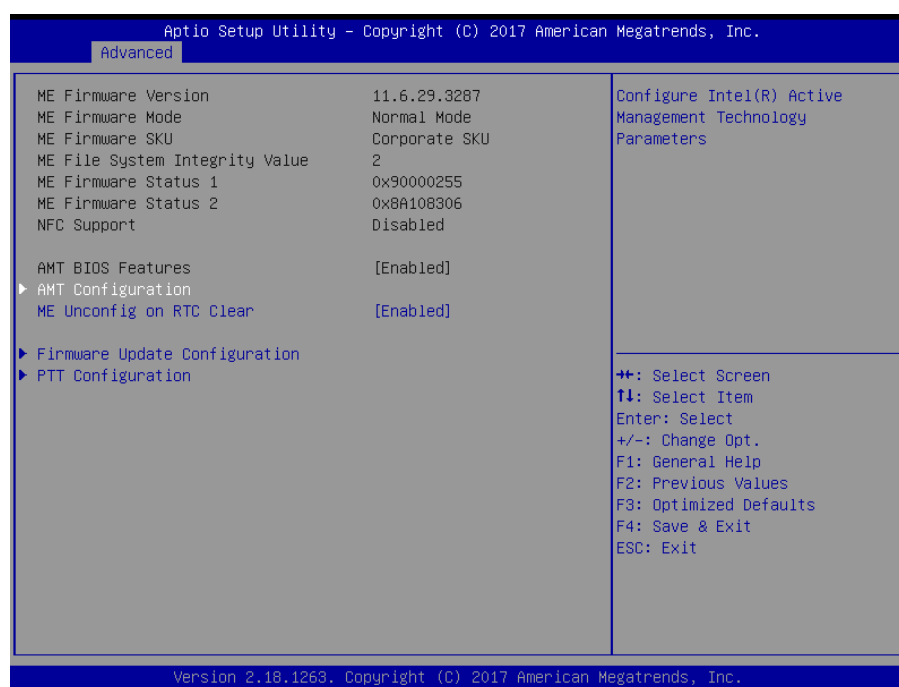 Aptio Setup Utility – Copyright (C) 2017 American Megatrends, Inc.
Advanced
ME Firmware Version 11.6.29.3287
ME Firmware Mode Normal Mode
ME Firmware SKU Corporate SKU
ME File System Integrity Value 2
ME Firmware Status 1 0x90000255
ME Firmware Status 2 0x8A108306
NFC Support Disabled
AMT BIOS Features [Enabled]
► AMT Configuration
ME Unconfig on RTC Clear [Enabled]
► Firmware Update Configuration
► PTT Configuration
Configure Intel(R) Active
Management Technology
Parameters
→←: Select Screen
↑↓: Select Item
Enter: Select
+/-: Change Opt.
F1: General Help
F2: Previous Values
F3: Optimized Defaults
F4: Save & Exit
ESC: Exit
Version 2.18.1263. Copyright (C) 2017 American Megatrends, Inc.